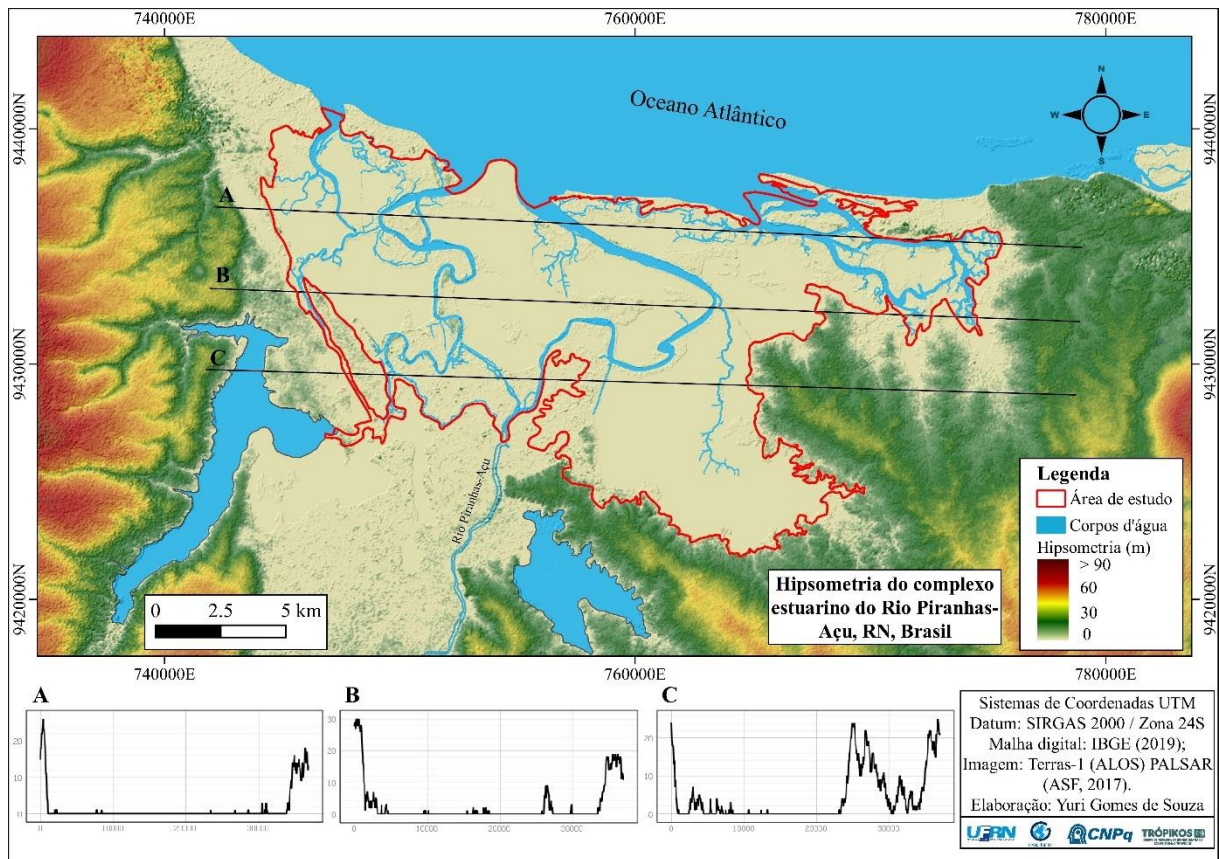 740000E
760000E
780000E
9440000N
9430000N
9420000N
9440000N
9430000N
9420000N
Oceano Atlântico
N
W
E
S
A
B
C
Rio Piranhas-Açu
0 2.5 5 km
Legenda
Área de estudo
Corpos d'água
Hipsometria (m)
> 90
60
30
0
Hipsometria do complexo
estuarino do Rio Piranhas-
Açu, RN, Brasil
740000E
760000E
780000E
A
20
10
0
0 10000 20000 30000
B
30
20
10
0
0 10000 20000 30000
C
20
10
0
0 10000 20000 30000
Sistemas de Coordenadas UTM
Datum: SIRGAS 2000 / Zona 24S
Malha digital: IBGE (2019);
Imagem: Terras-1 (ALOS) PALSAR
(ASF, 2017).
Elaboração: Yuri Gomes de Souza
UFRN
CNPq
TRÓPIKOS